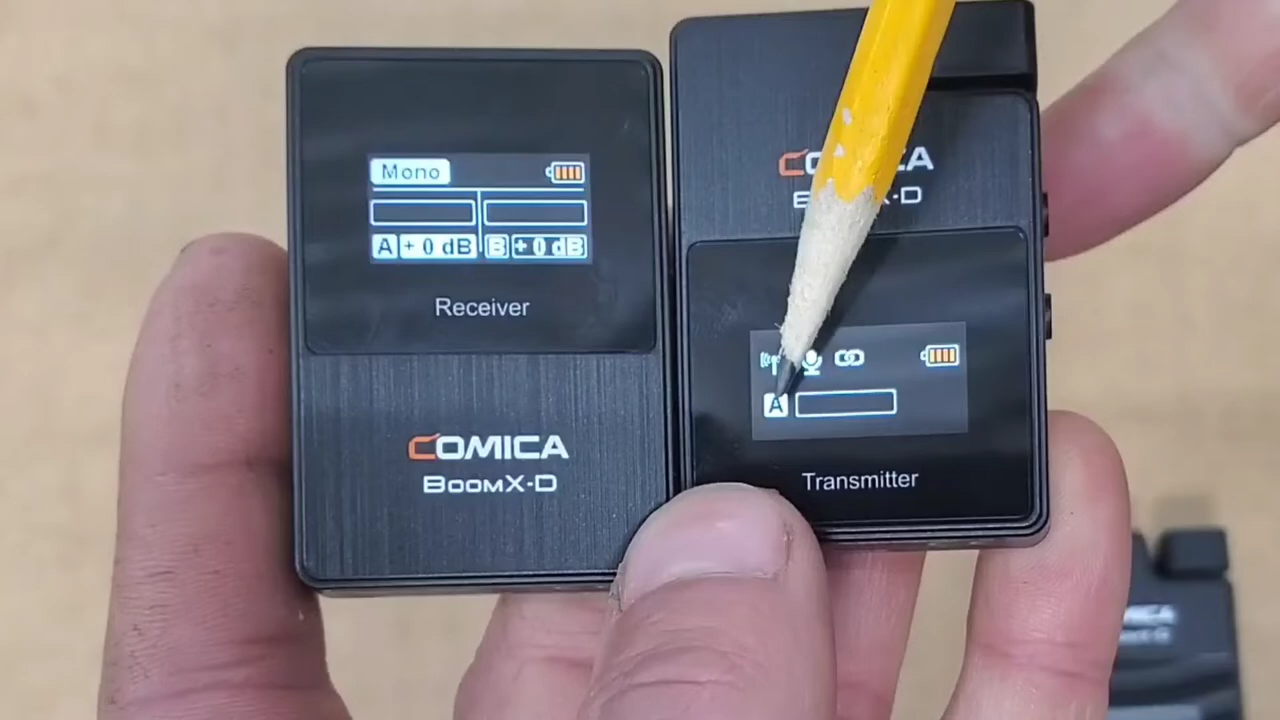 Mono
A + 0 dB B + 0 dB
Receiver
COMICA
BOOMX-D
A
Transmitter